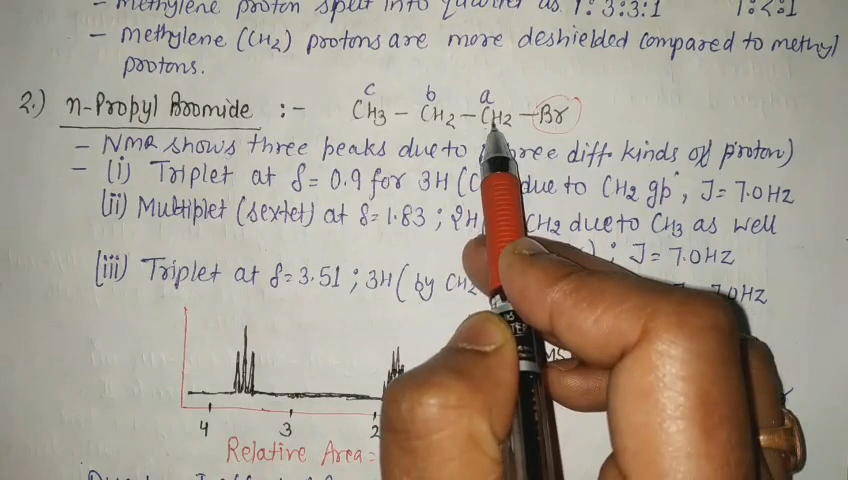 - Methylene proton split into quartet as 1:3:3:1 1:2:1
- methylene (CH2) protons are more deshielded compared to methyl
protons.
c b a
2.) n-Propyl Bromide :- CH3 - CH2 - CH2 - Br
- NMR shows three peaks due to three diff. kinds of proton)
- (i) Triplet at δ= 0.9 for 3H ( due to CH2 gp, J = 7.0HZ
(ii) Multiplet (sextet) at δ= 1.83 ; 2H CH2 due to CH3 as well
) ; J = 7.0HZ
(iii) Triplet at δ= 3.51 ; 3H ( by CH2 7.0HZ
4 3 2
Relative Area =